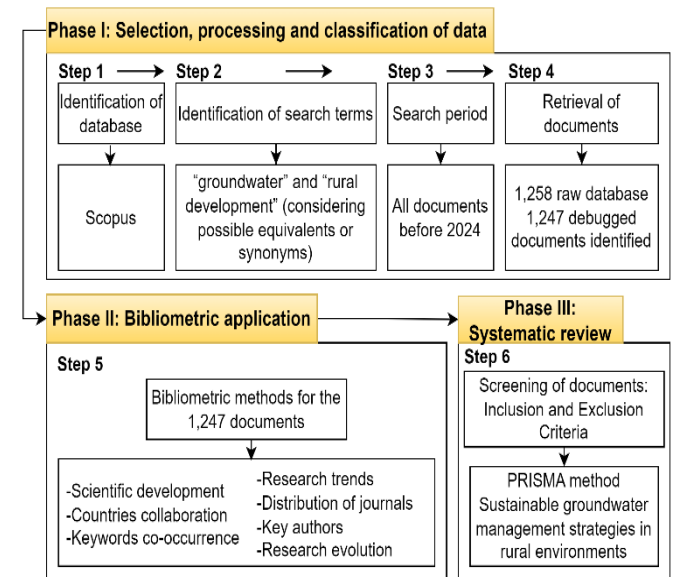 Phase I: Selection, processing and classification of data
Step 1
Step 2
Step 3
Step 4
Identification of
database
Identification of search terms
Search period
Retrieval of
documents
Scopus
“groundwater” and “rural
development” (considering
possible equivalents or
synonyms)
All documents
before 2024
1,258 raw database
1,247 debugged
documents identified
Phase II: Bibliometric application
Phase III:
Systematic review
Step 5
Bibliometric methods for the
1,247 documents
-Scientific development
-Countries collaboration
-Keywords co-occurrence
-Research trends
-Distribution of journals
-Key authors
-Research evolution
Step 6
Screening of documents:
Inclusion and Exclusion
Criteria
PRISMA method
Sustainable groundwater
management strategies in
rural environments